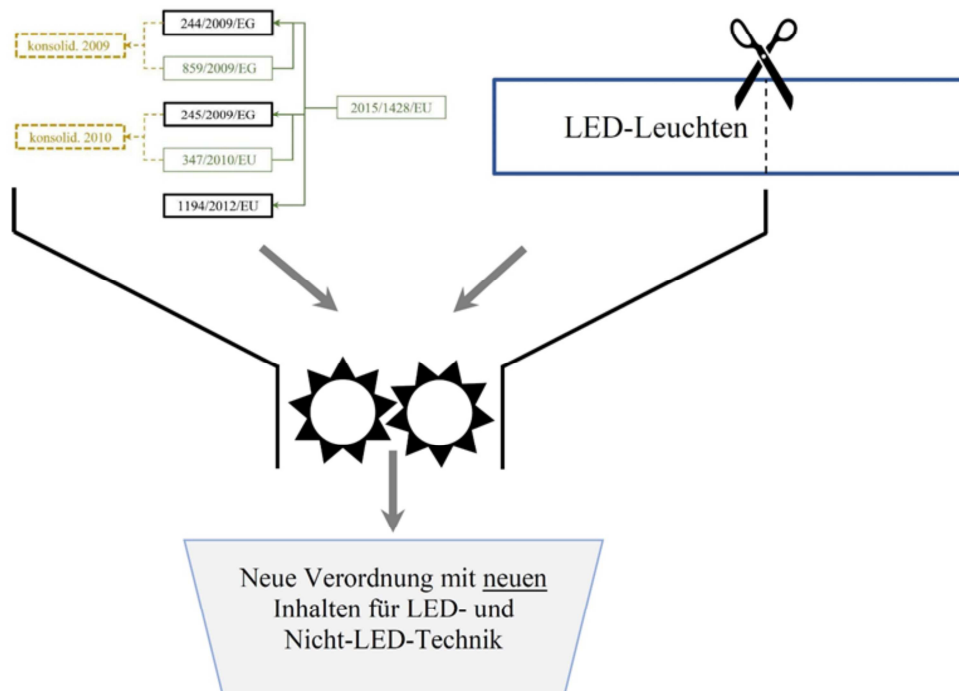 244/2009/EG
konsolid. 2009
859/2009/EG
245/2009/EG
2015/1428/EU
konsolid. 2010
347/2010/EU
1194/2012/EU
LED-Leuchten
Neue Verordnung mit neuen
Inhalten für LED- und
Nicht-LED-Technik